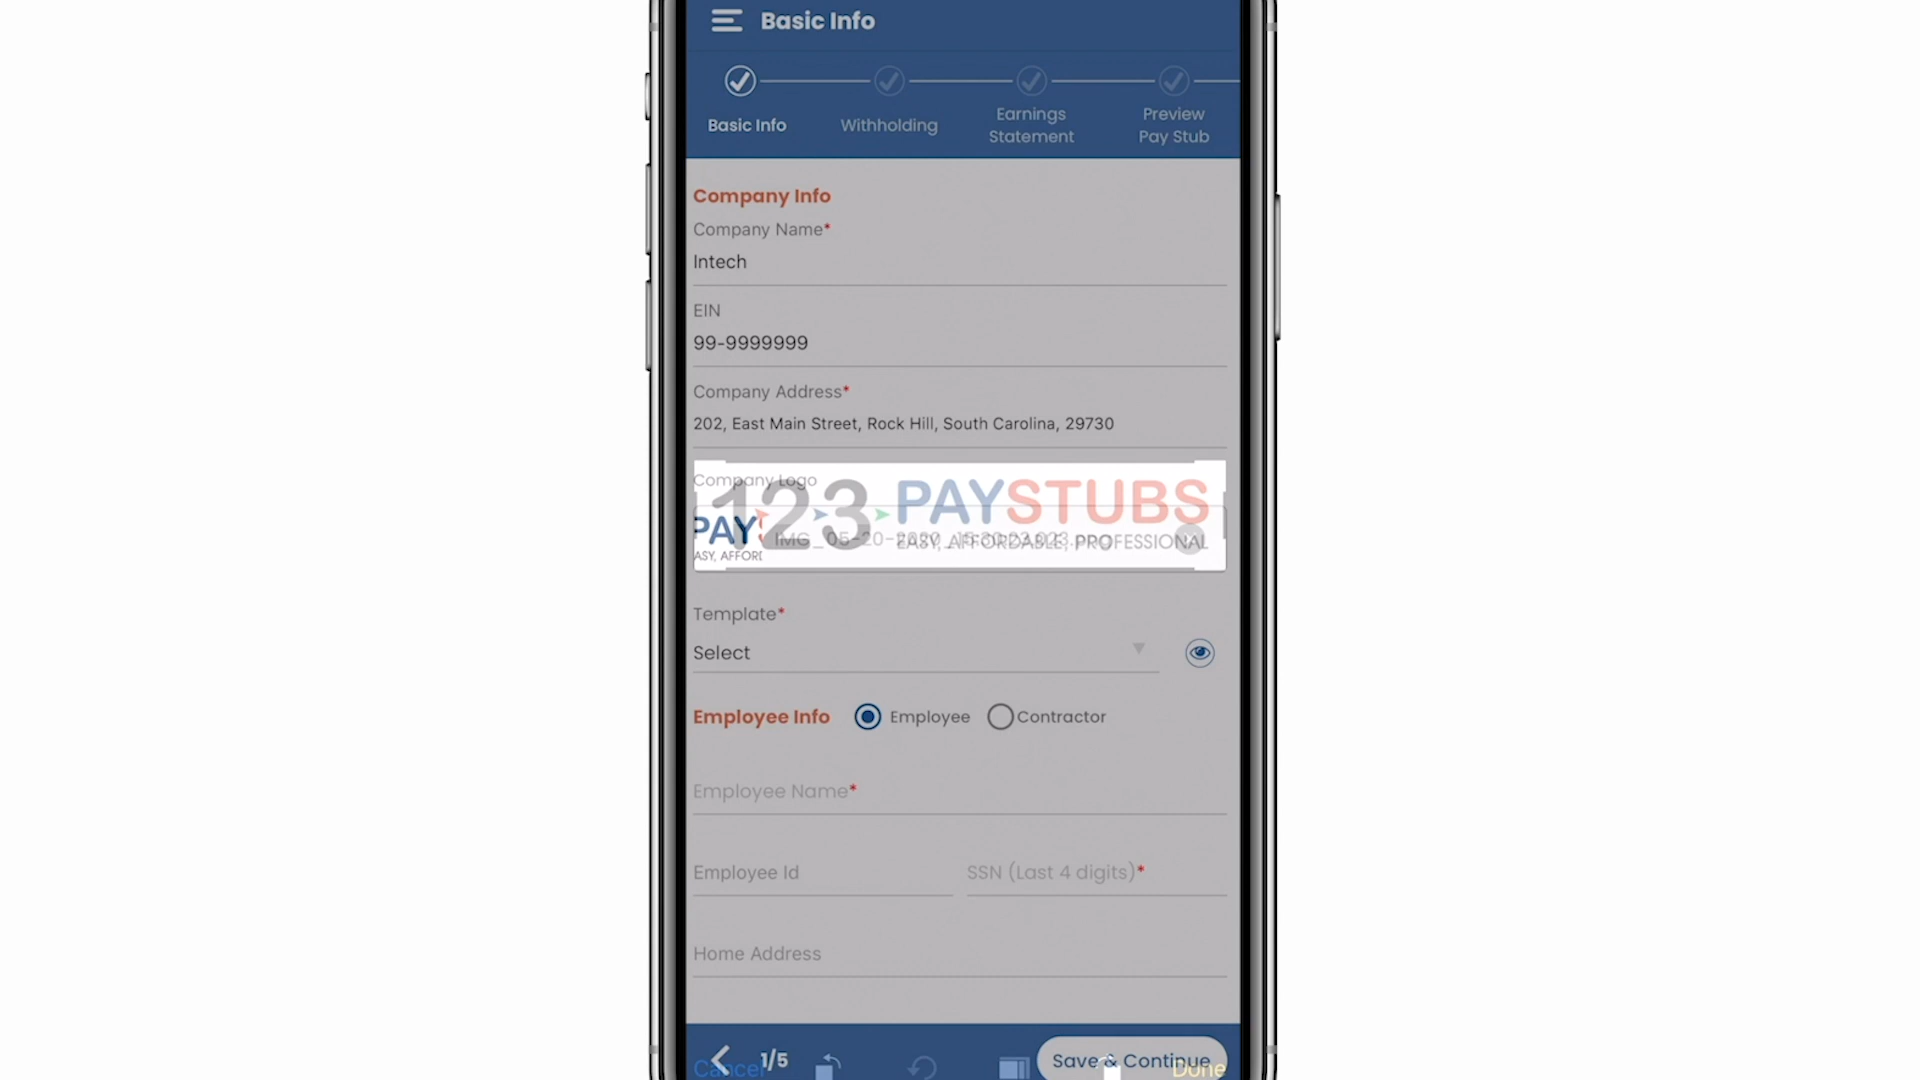 Basic Info
Basic Info
Withholding
Earnings
Statement
Preview
Pay Stub
Company Info
Company Name*
Intech
EIN
99-9999999
Company Address*
202, East Main Street, Rock Hill, South Carolina, 29730
Company Logo
123 PAYSTUBS
EASY, AFFORDABLE, PROFESSIONAL
PAY
ASY, AFFORD
IMG_05-20-2020_
Template*
Select
Employee Info
Employee
Contractor
Employee Name*
Employee Id
SSN (Last 4 digits)*
Home Address
1/5
Save & Continue
Cancel
Done